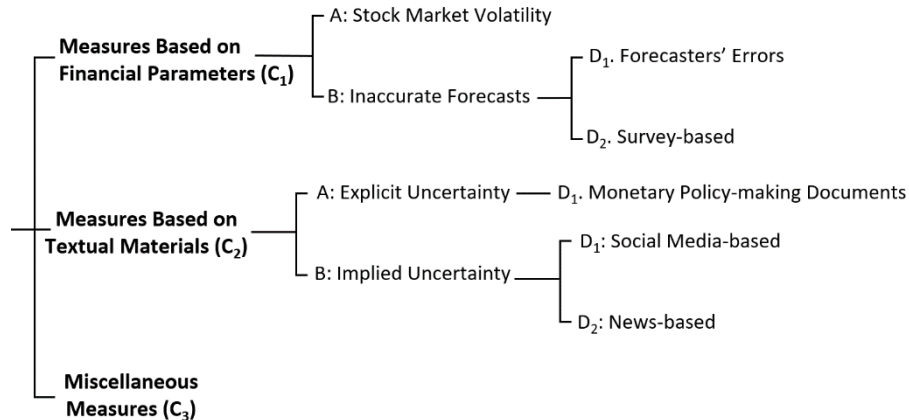 A: Stock Market Volatility
Measures Based on
Financial Parameters (C₁)
D₁. Forecasters’ Errors
B: Inaccurate Forecasts
D₂. Survey-based
A: Explicit Uncertainty
D₁. Monetary Policy-making Documents
Measures Based on
Textual Materials (C₂)
D₁: Social Media-based
B: Implied Uncertainty
D₂: News-based
Miscellaneous
Measures (C₃)